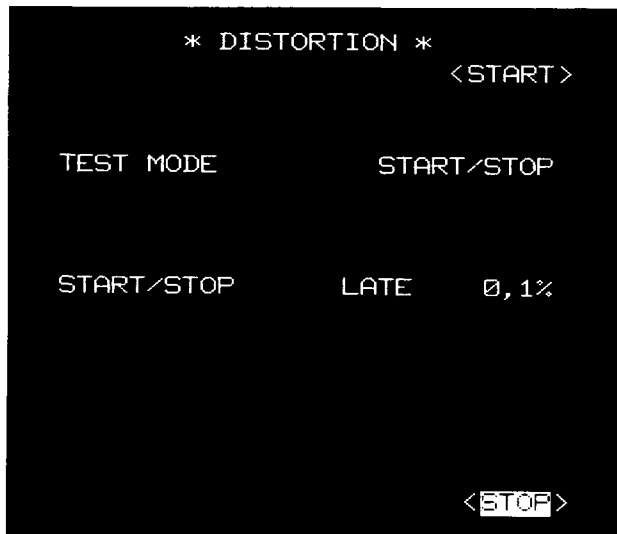 * DISTORTION *
<START>
TEST MODE START/STOP
START/STOP LATE 0,1%
<STOP>